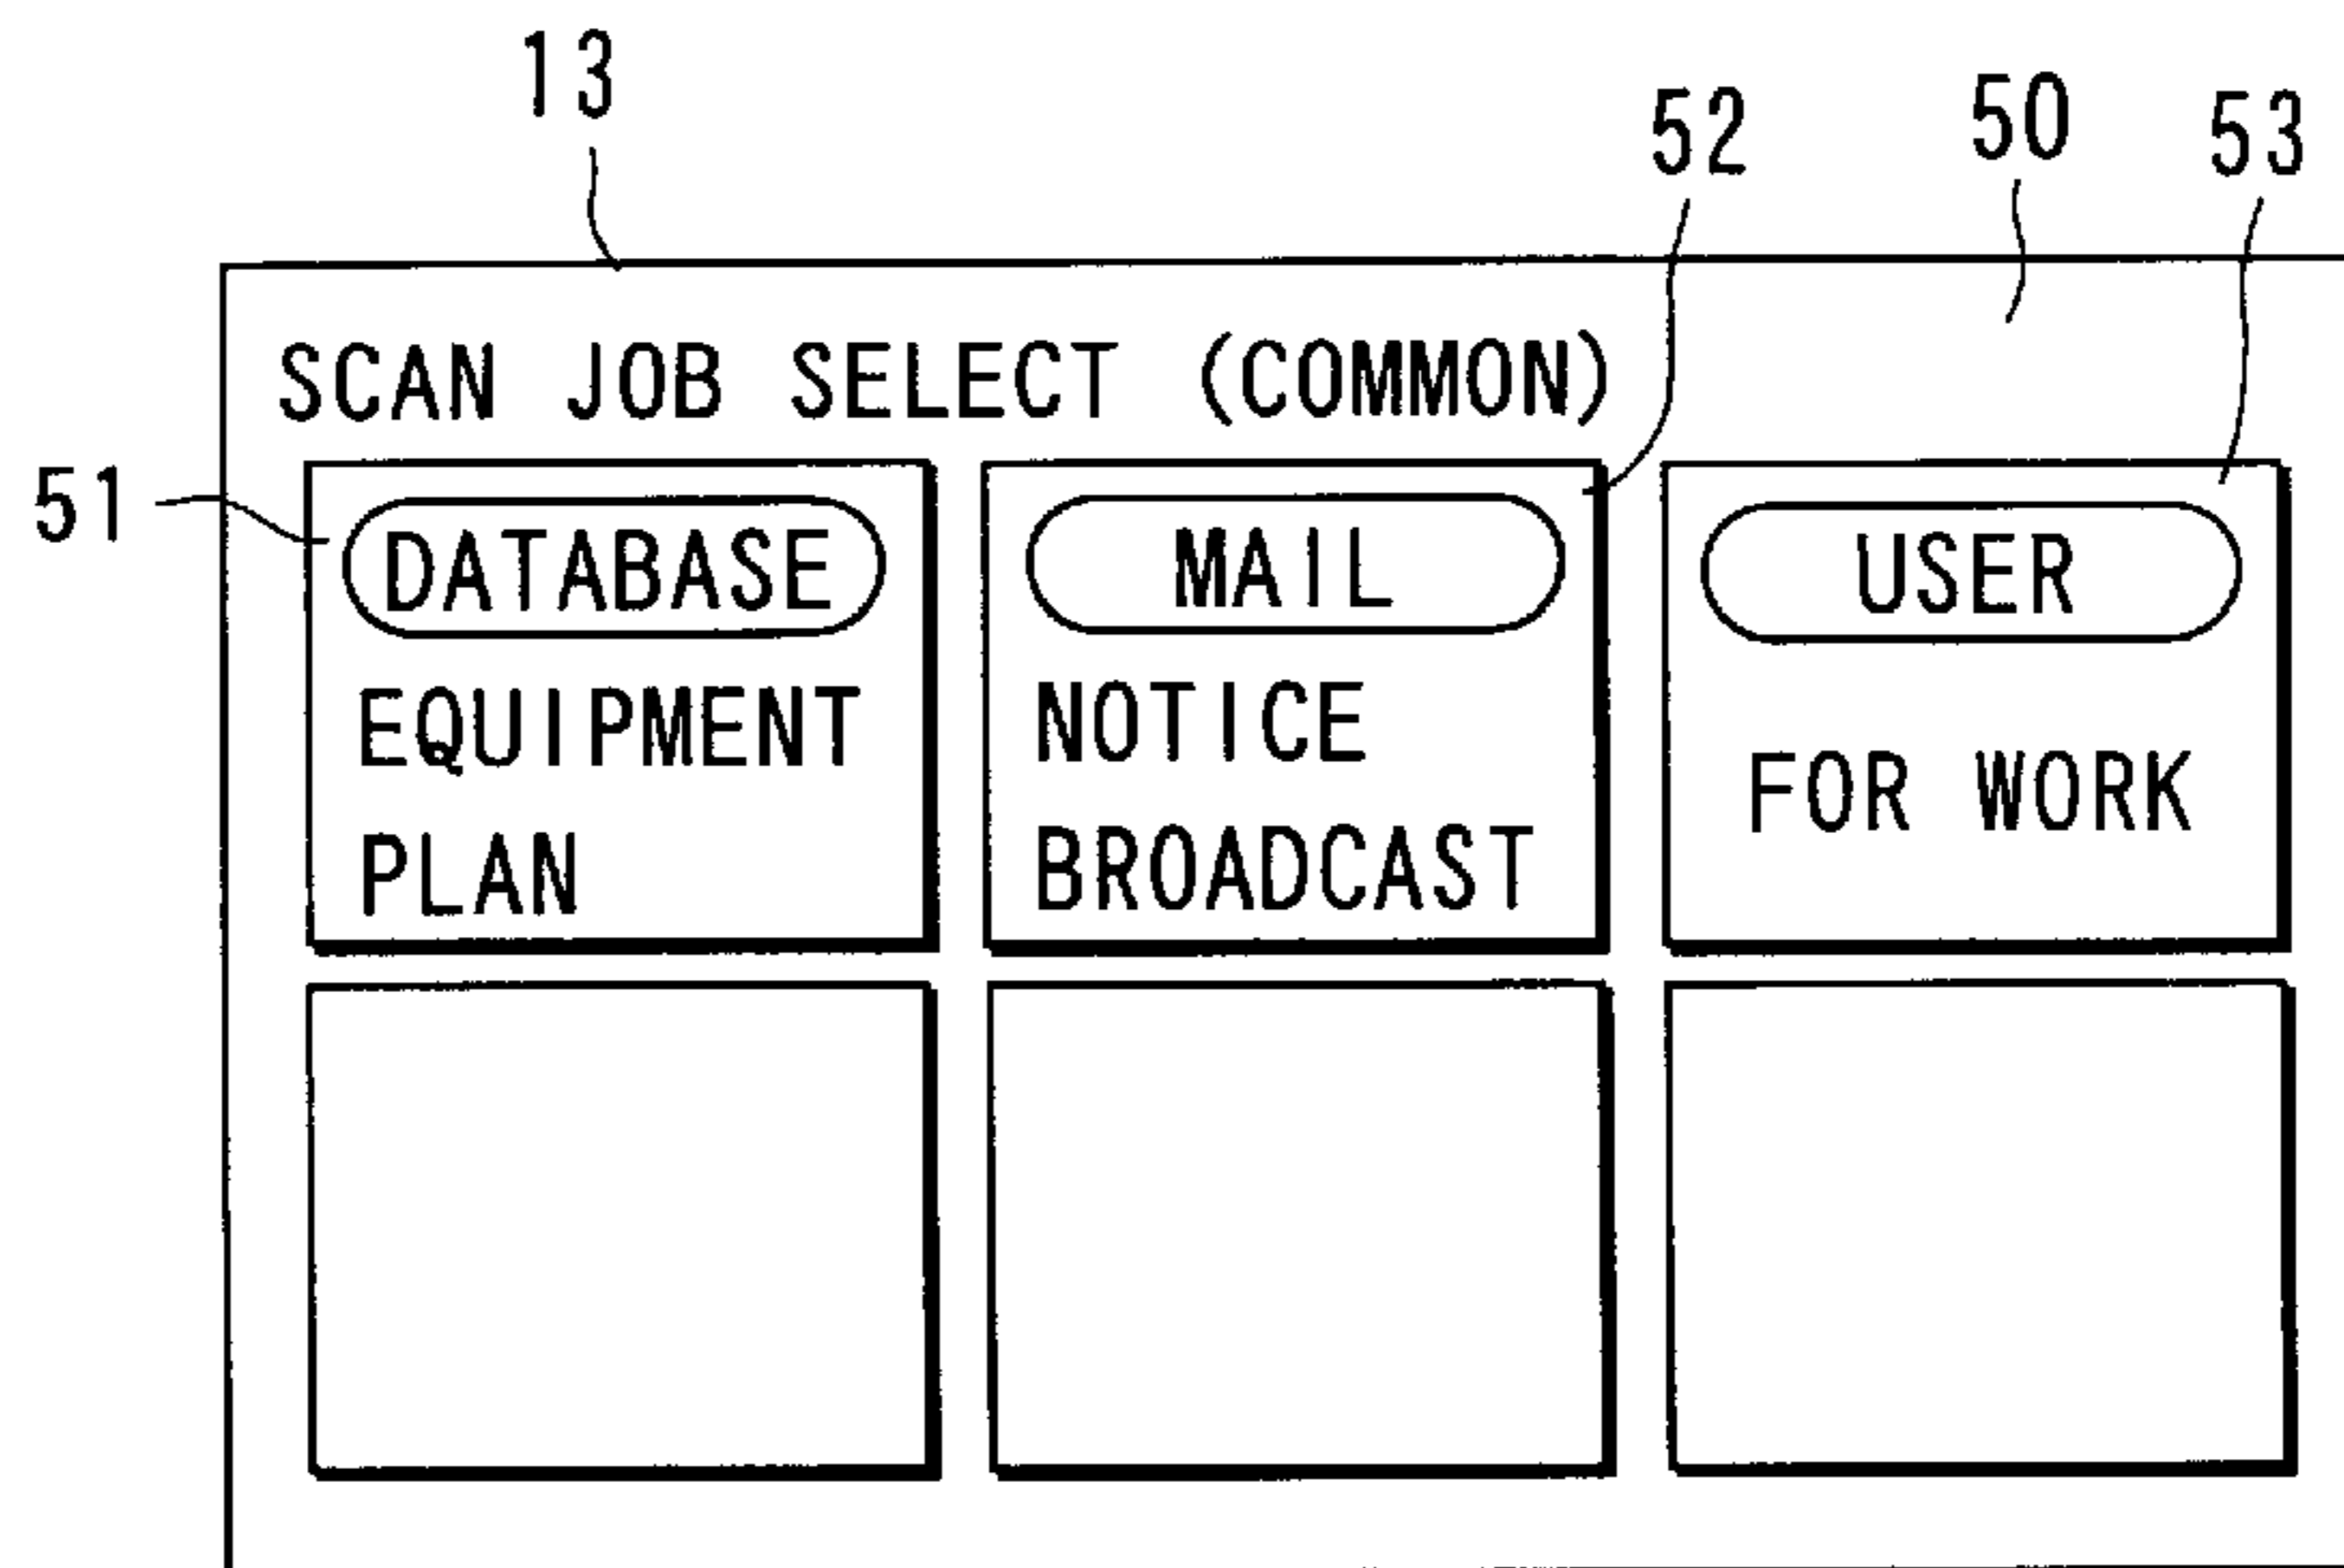 13
52
50
53
SCAN JOB SELECT (COMMON)
51
DATABASE
EQUIPMENT
PLAN
MAIL
NOTICE
BROADCAST
USER
FOR WORK